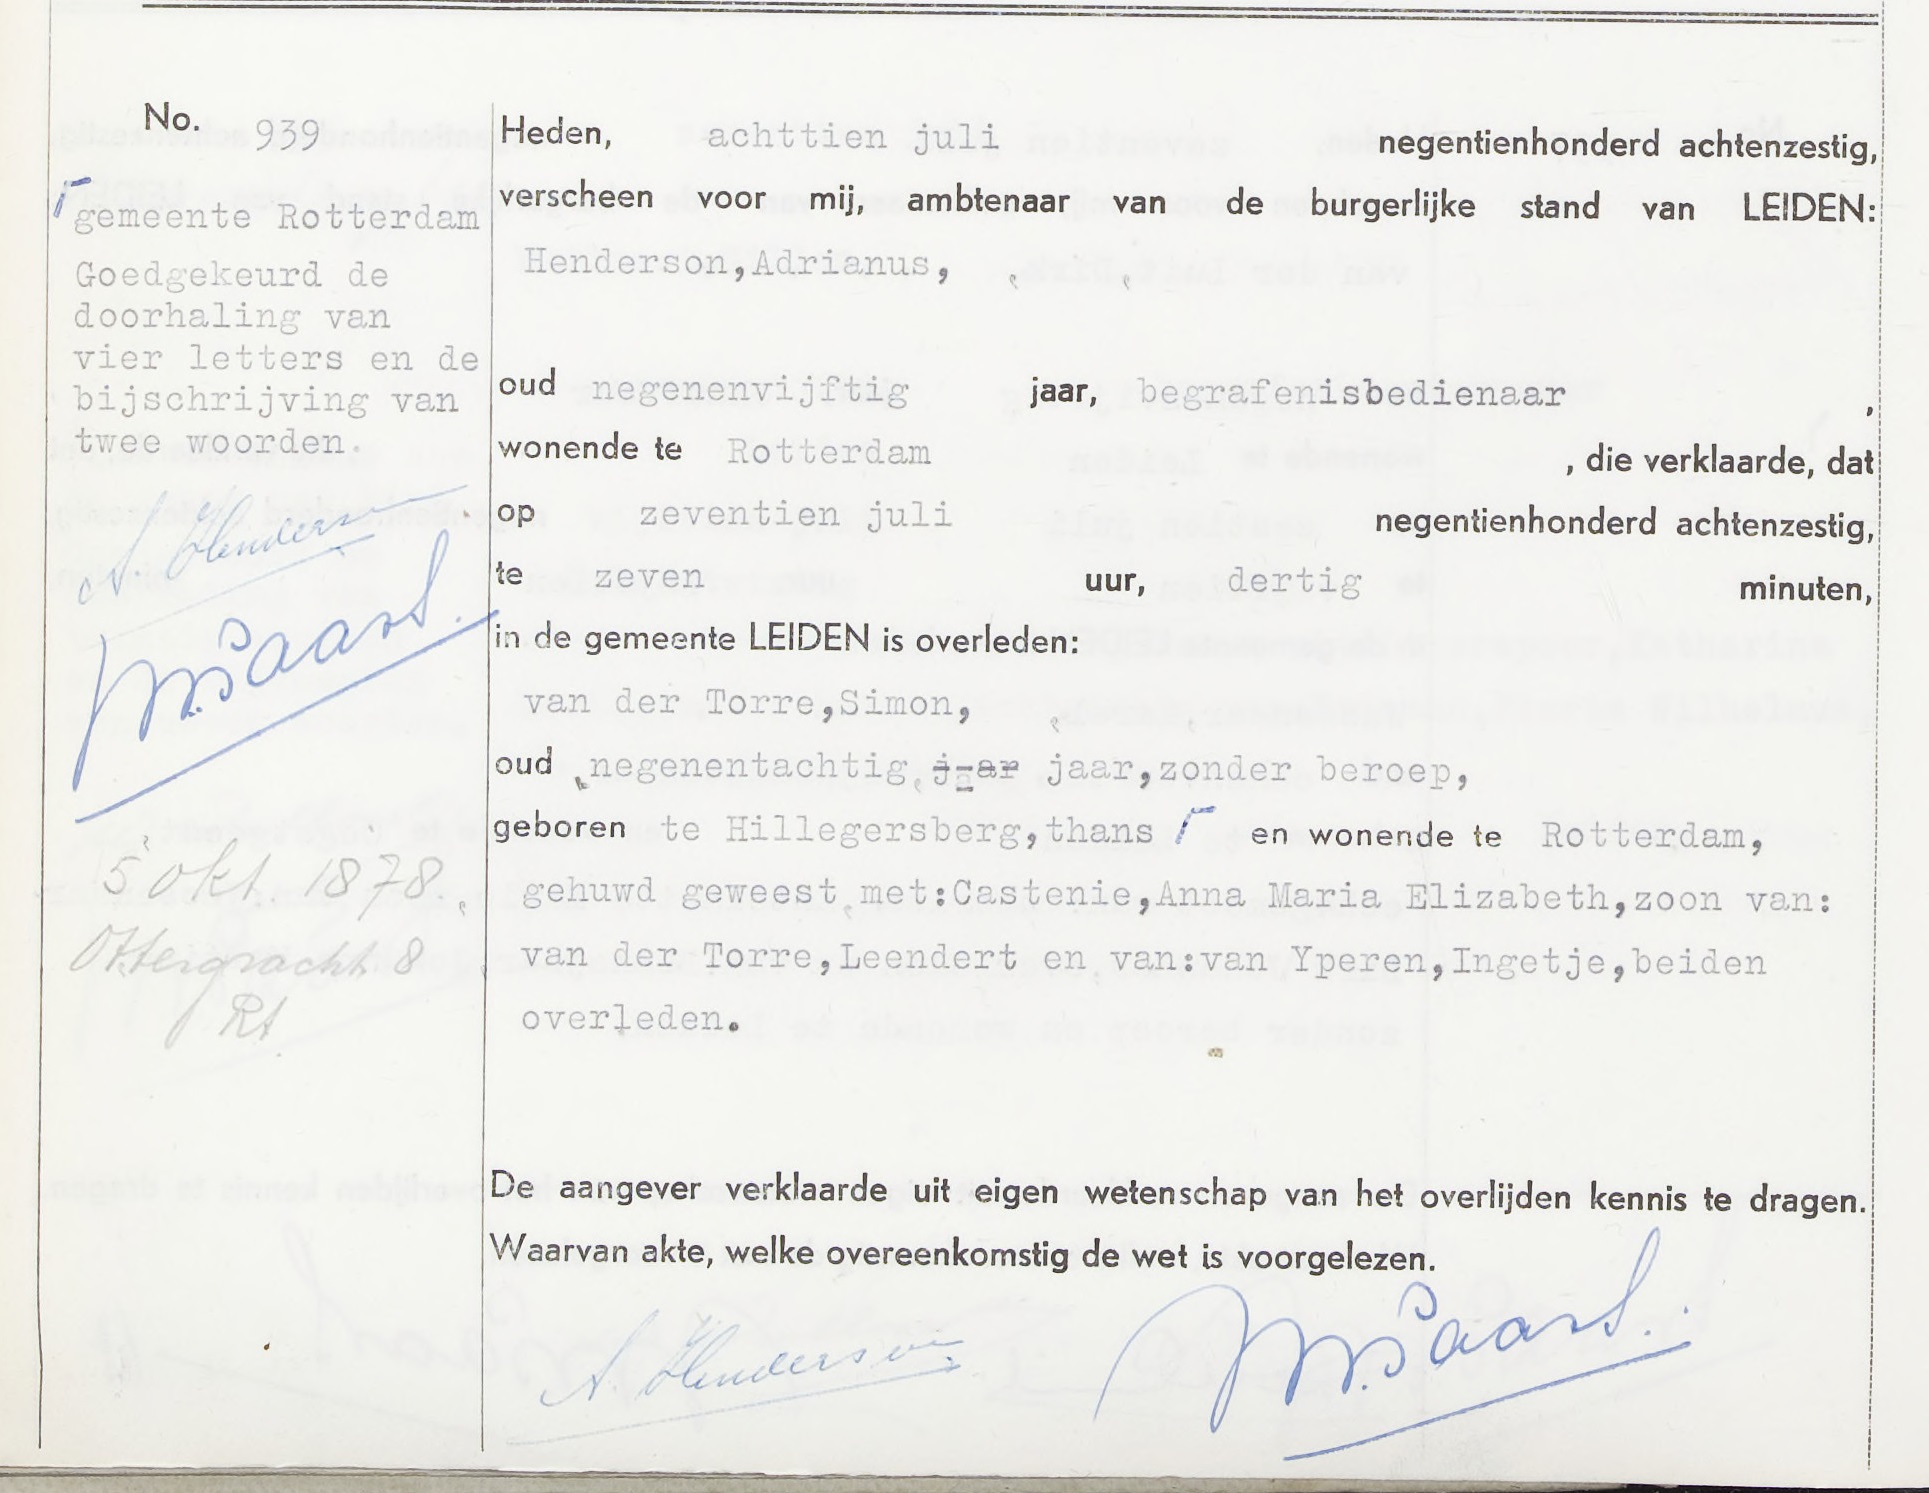 No. 939
gemeente Rotterdam
Goedgekeurd de
doorhaling van
vier letters en de
bijschrijving van
twee woorden.
A. Henderson
5 okt 1878
Ottergracht 8
Rt
Heden, achttien juli negentienhonderd achtenzestig,
verscheen voor mij, ambtenaar van de burgerlijke stand van LEIDEN:
Henderson,Adrianus,
oud negenenvijftig jaar, begrafenisbedienaar ,
wonende te Rotterdam , die verklaarde, dat
op zeventien juli negentienhonderd achtenzestig,
te zeven uur, dertig minuten,
in de gemeente LEIDEN is overleden:
van der Torre,Simon,
oud negenentachtig jaar jaar,zonder beroep,
geboren te Hillegersberg,thans en wonende te Rotterdam,
gehuwd geweest met:Castenie,Anna Maria Elizabeth,zoon van:
van der Torre,Leendert en van:van Yperen,Ingetje,beiden
overleden.
De aangever verklaarde uit eigen wetenschap van het overlijden kennis te dragen.
Waarvan akte, welke overeenkomstig de wet is voorgelezen.
A. Henderson